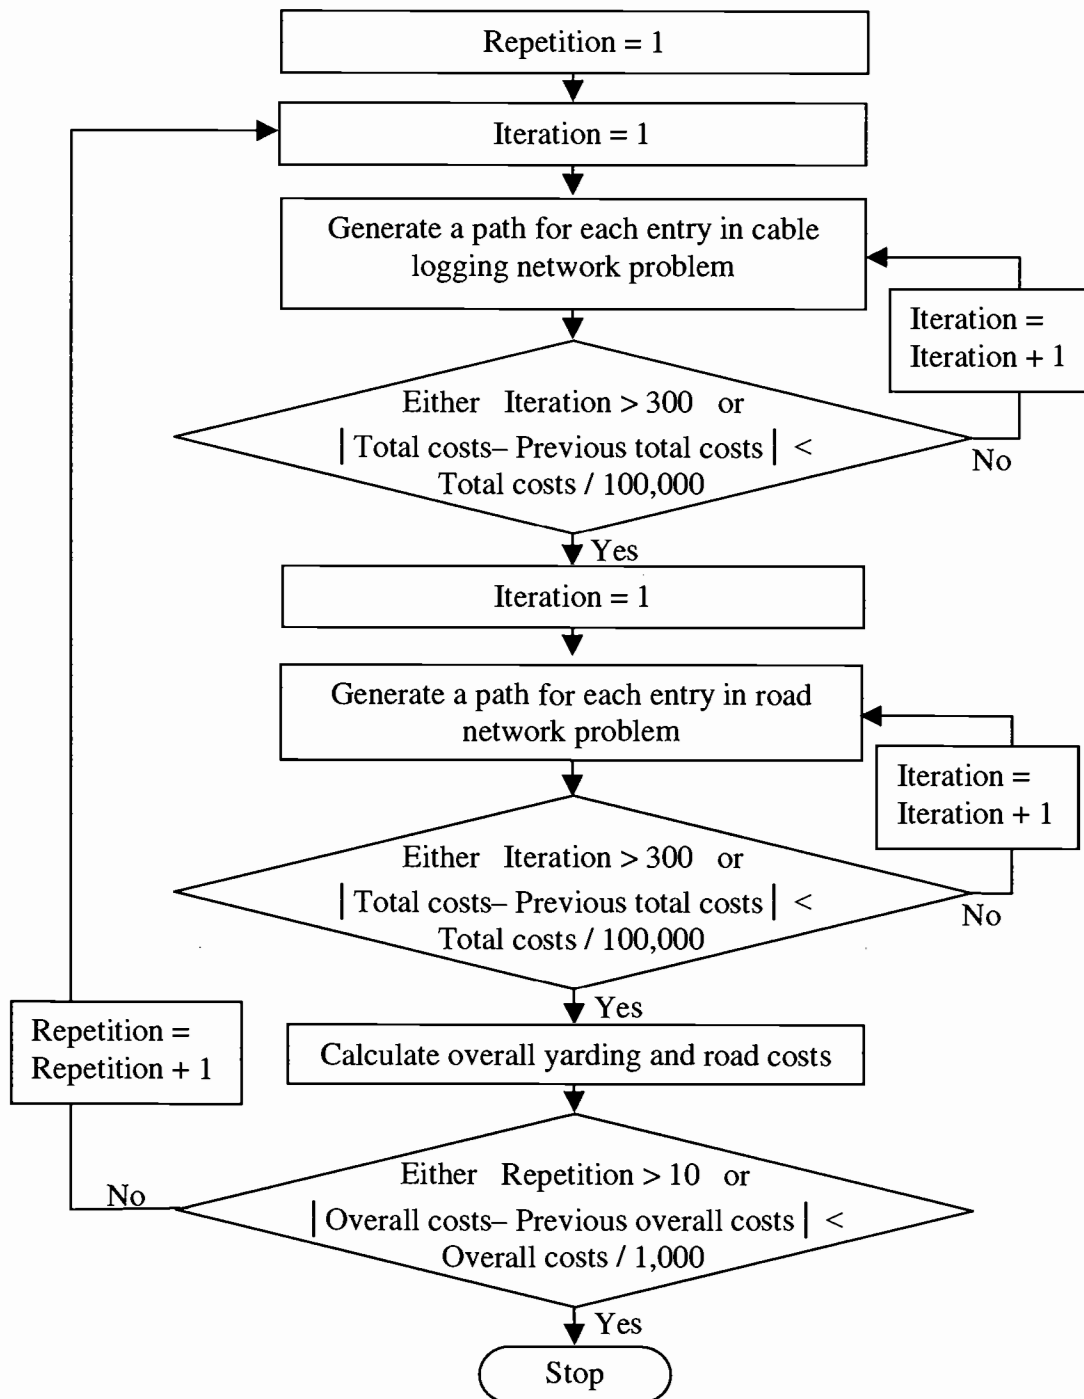 Repetition = 1
Iteration = 1
Generate a path for each entry in cable
logging network problem
Iteration =
Iteration + 1
Either Iteration > 300 or
| Total costs– Previous total costs | <
Total costs / 100,000
No
Yes
Iteration = 1
Generate a path for each entry in road
network problem
Iteration =
Iteration + 1
Either Iteration > 300 or
| Total costs– Previous total costs | <
Total costs / 100,000
No
Yes
Repetition =
Repetition + 1
Calculate overall yarding and road costs
Either Repetition > 10 or
| Overall costs– Previous overall costs | <
Overall costs / 1,000
No
Yes
Stop